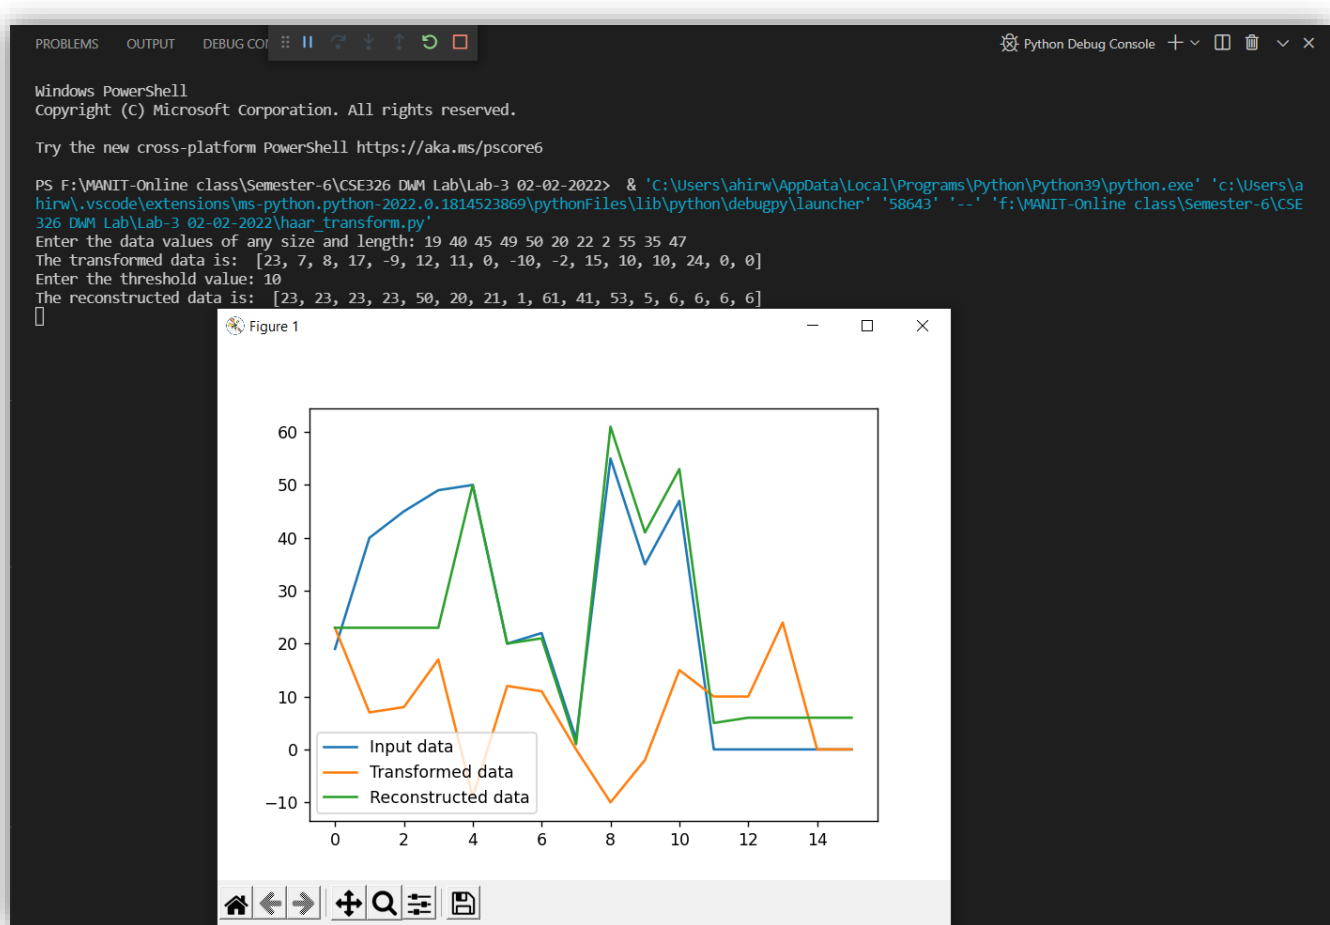 PROBLEMS OUTPUT DEBUG CO Python Debug Console
Windows PowerShell
Copyright (C) Microsoft Corporation. All rights reserved.
Try the new cross-platform PowerShell https://aka.ms/pscore6
PS F:\MANIT-Online class\Semester-6\CSE326 DWM Lab\Lab-3 02-02-2022>  & 'C:\Users\ahirw\AppData\Local\Programs\Python\Python39\python.exe' 'c:\Users\a
hirw\.vscode\extensions\ms-python.python-2022.0.1814523869\pythonFiles\lib\python\debugpy\launcher' '58643' '--' 'f:\MANIT-Online class\Semester-6\CSE
326 DWM Lab\Lab-3 02-02-2022\haar_transform.py'
Enter the data values of any size and length: 19 40 45 49 50 20 22 2 55 35 47
The transformed data is:  [23, 7, 8, 17, -9, 12, 11, 0, -10, -2, 15, 10, 10, 24, 0, 0]
Enter the threshold value: 10
The reconstructed data is:  [23, 23, 23, 23, 50, 20, 21, 1, 61, 41, 53, 5, 6, 6, 6, 6]
Figure 1
60
50
40
30
20
10
0
−10
Input data
Transformed data
Reconstructed data
0 2 4 6 8 10 12 14